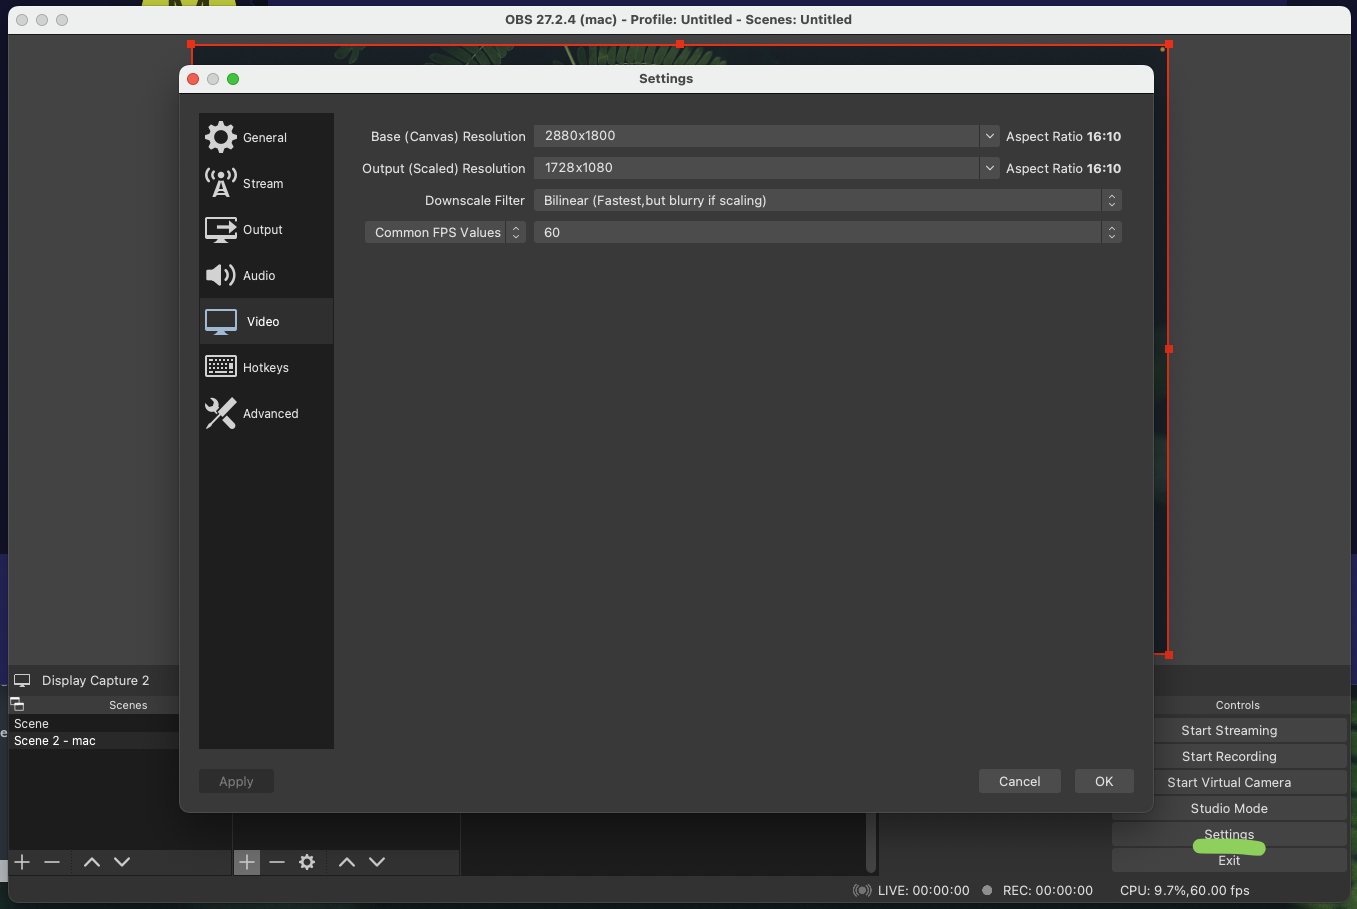 OBS 27.2.4 (mac) - Profile: Untitled - Scenes: Untitled
Settings
General
Stream
Output
Audio
Video
Hotkeys
Advanced
Base (Canvas) Resolution 2880x1800 Aspect Ratio 16:10
Output (Scaled) Resolution 1728x1080 Aspect Ratio 16:10
Downscale Filter Bilinear (Fastest,but blurry if scaling)
Common FPS Values 60
Apply Cancel OK
Display Capture 2
Scenes
Scene
Scene 2 - mac
Controls
Start Streaming
Start Recording
Start Virtual Camera
Studio Mode
Settings
Exit
LIVE: 00:00:00 REC: 00:00:00 CPU: 9.7%,60.00 fps